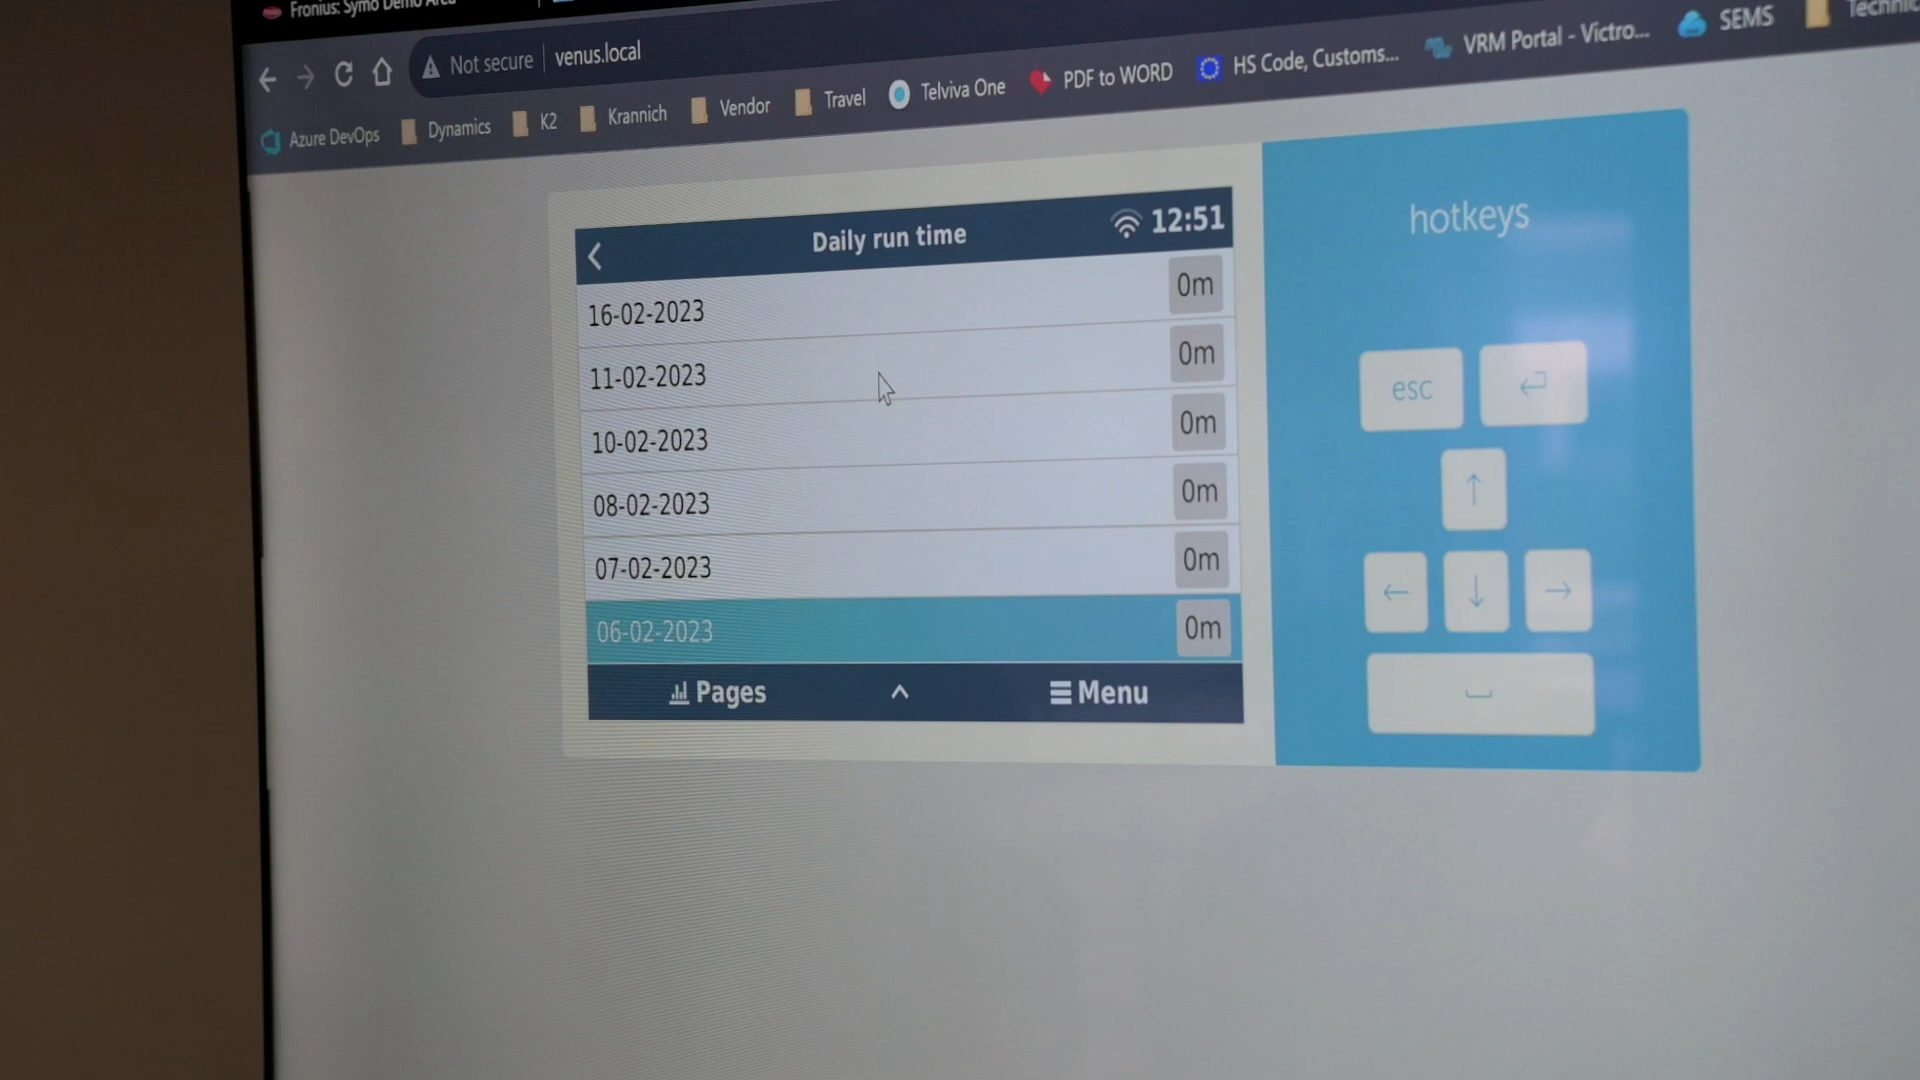 Fronius: Symo Demo Area
Not secure venus.local
Azure DevOps Dynamics K2 Krannich Vendor Travel Telviva One PDF to WORD HS Code, Customs... VRM Portal - Victro... SEMS
Daily run time 12:51
16-02-2023 0m
11-02-2023 0m
10-02-2023 0m
08-02-2023 0m
07-02-2023 0m
06-02-2023 0m
Pages Menu
hotkeys
esc